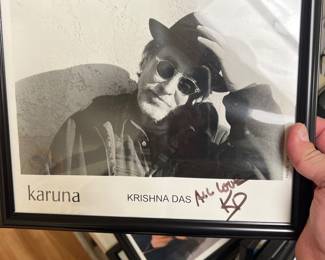 karuna
KRISHNA DAS
ALL LOVE
KD